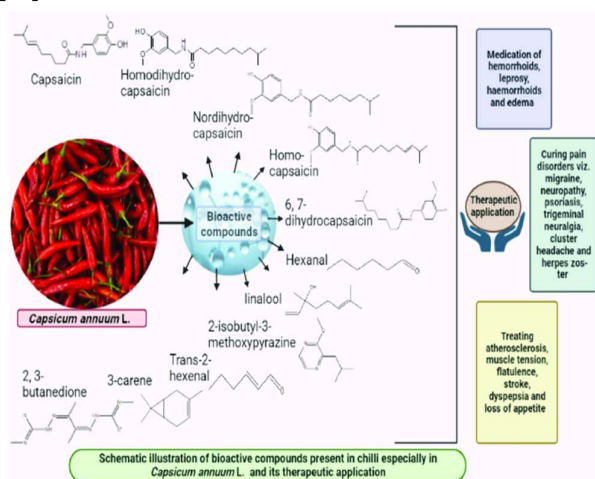 Capsaicin
Homodihydro-
capsaicin
Nordihydro-
capsaicin
Homo-
capsaicin
6, 7-
dihydrocapsaicin
Hexanal
linalool
2-isobutyl-3-
methoxypyrazine
Trans-2-
hexenal
3-carene
2, 3-
butanedione
Bioactive
compounds
Capsicum annuum L.
Therapeutic
application
Medication of
hemorrhoids,
leprosy,
haemorrhoids
and edema
Curing pain
disorders viz.
migraine,
neuropathy,
psoriasis,
trigeminal
neuralgia,
cluster
headache and
herpes zos-
ter
Treating
atherosclerosis,
muscle tension,
flatulence,
stroke,
dyspepsia and
loss of appetite
Schematic illustration of bioactive compounds present in chilli especially in
Capsicum annuum L. and its therapeutic application